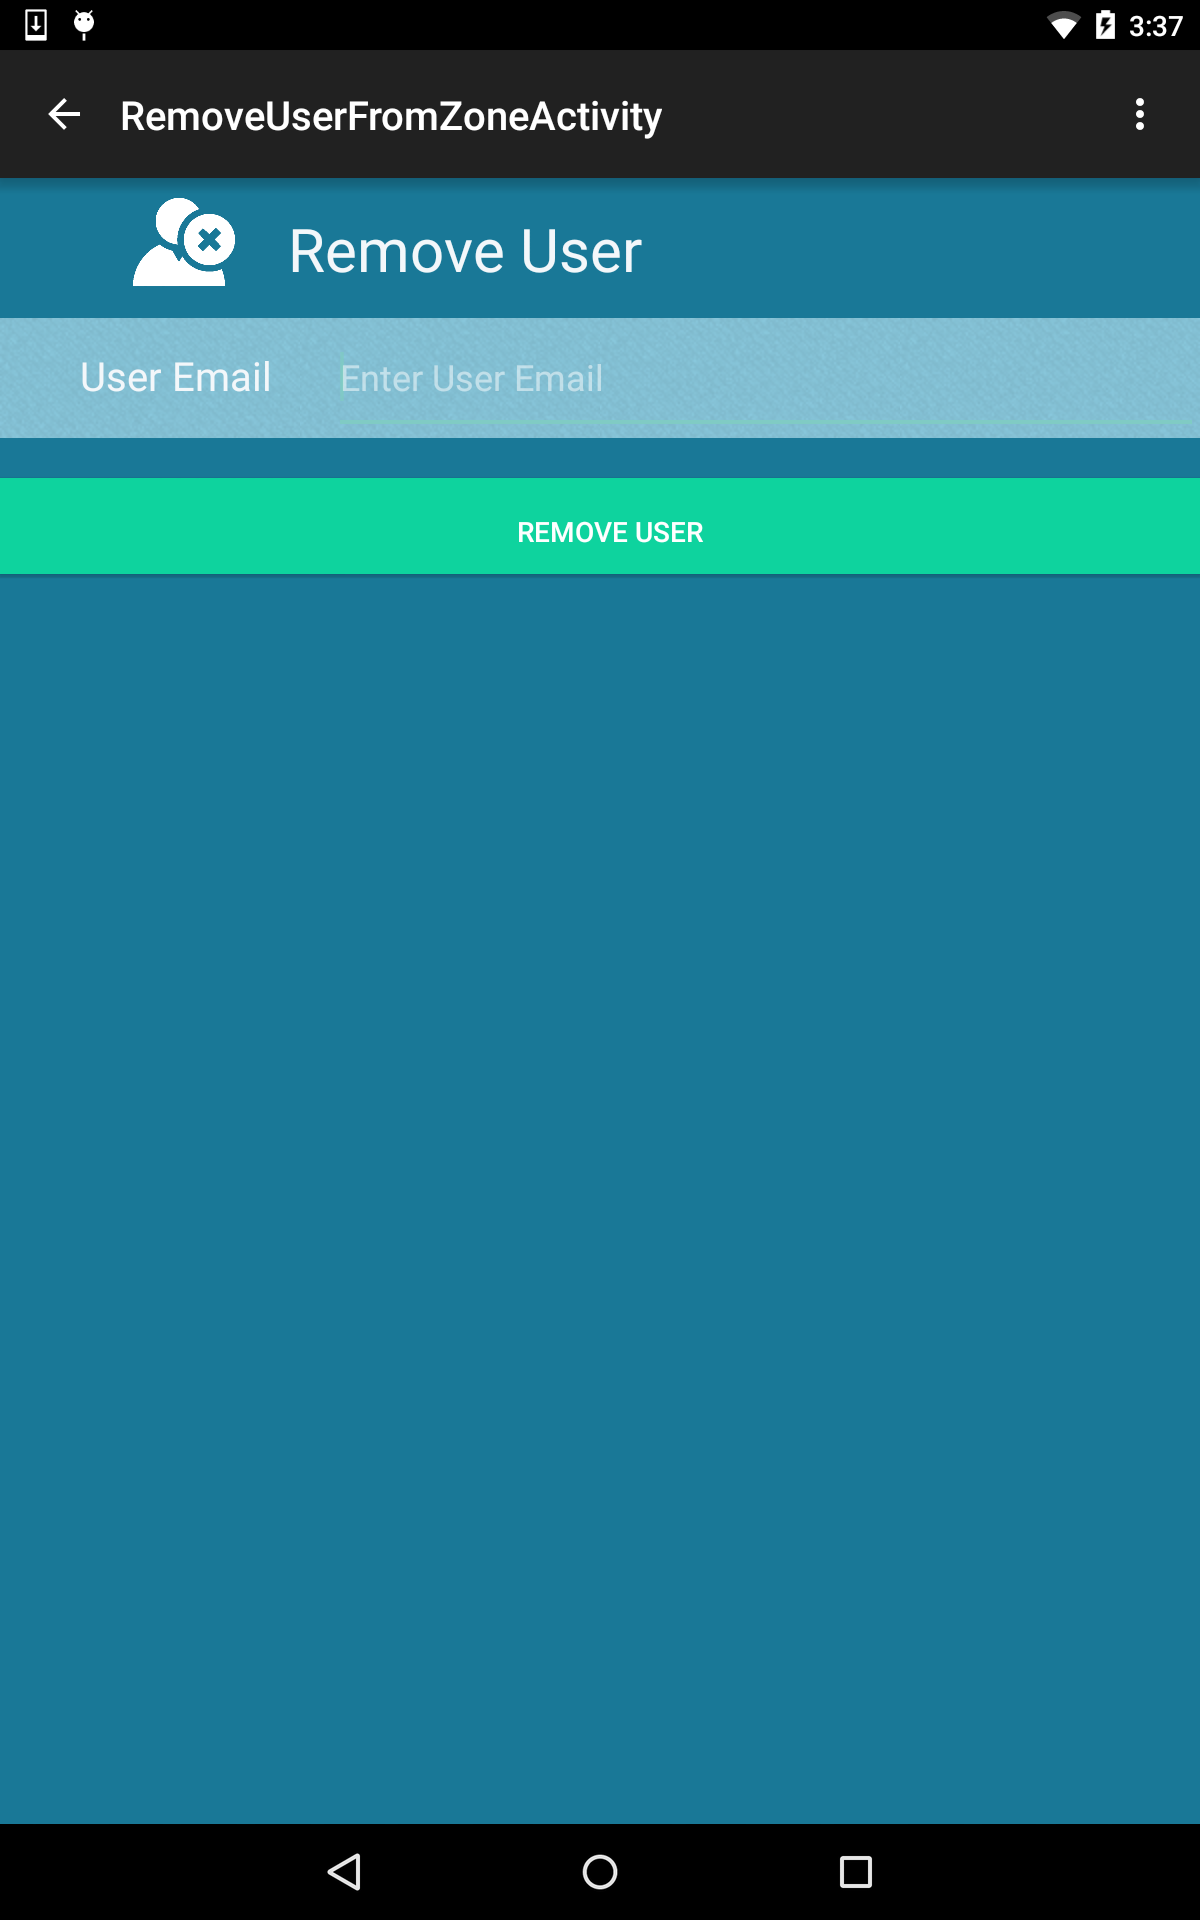 3:37
RemoveUserFromZoneActivity
Remove User
User Email
Enter User Email
REMOVE USER